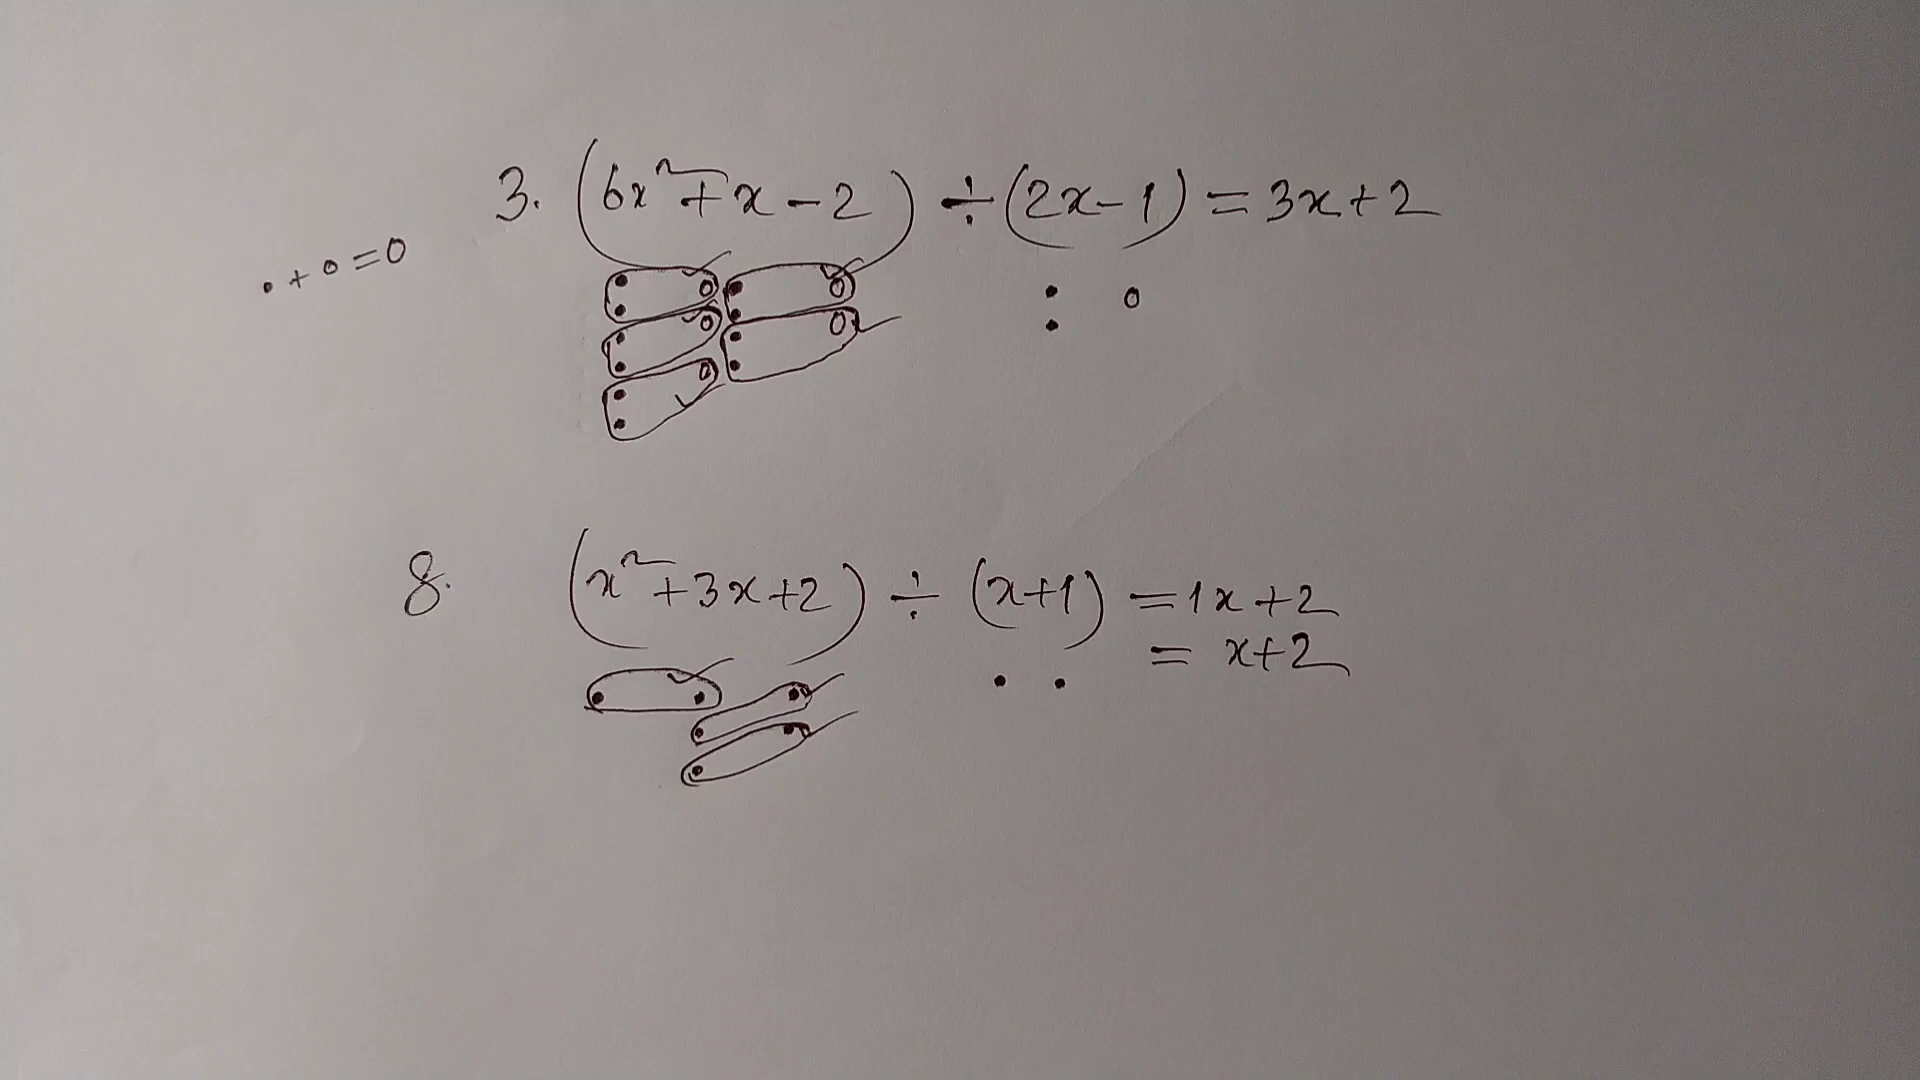 3. (6x²+x-2) ÷ (2x-1) = 3x+2
• + o = 0
8. (x²+3x+2) ÷ (x+1) = 1x+2
= x+2